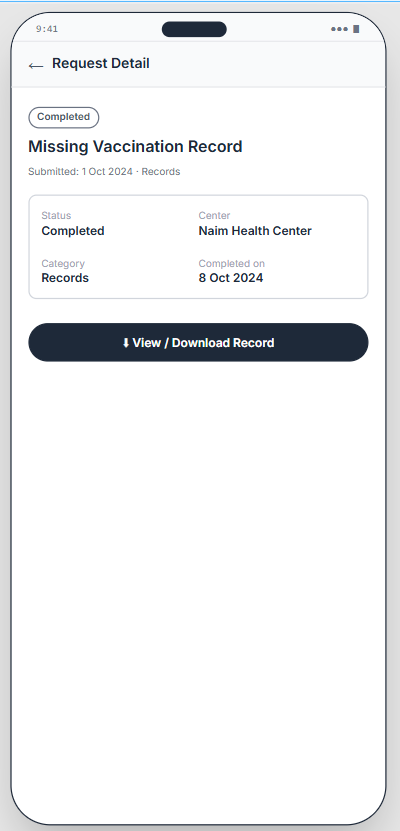 9:41
← Request Detail
Completed
Missing Vaccination Record
Submitted: 1 Oct 2024 · Records
Status Center
Completed Naim Health Center
Category Completed on
Records 8 Oct 2024
⬇ View / Download Record